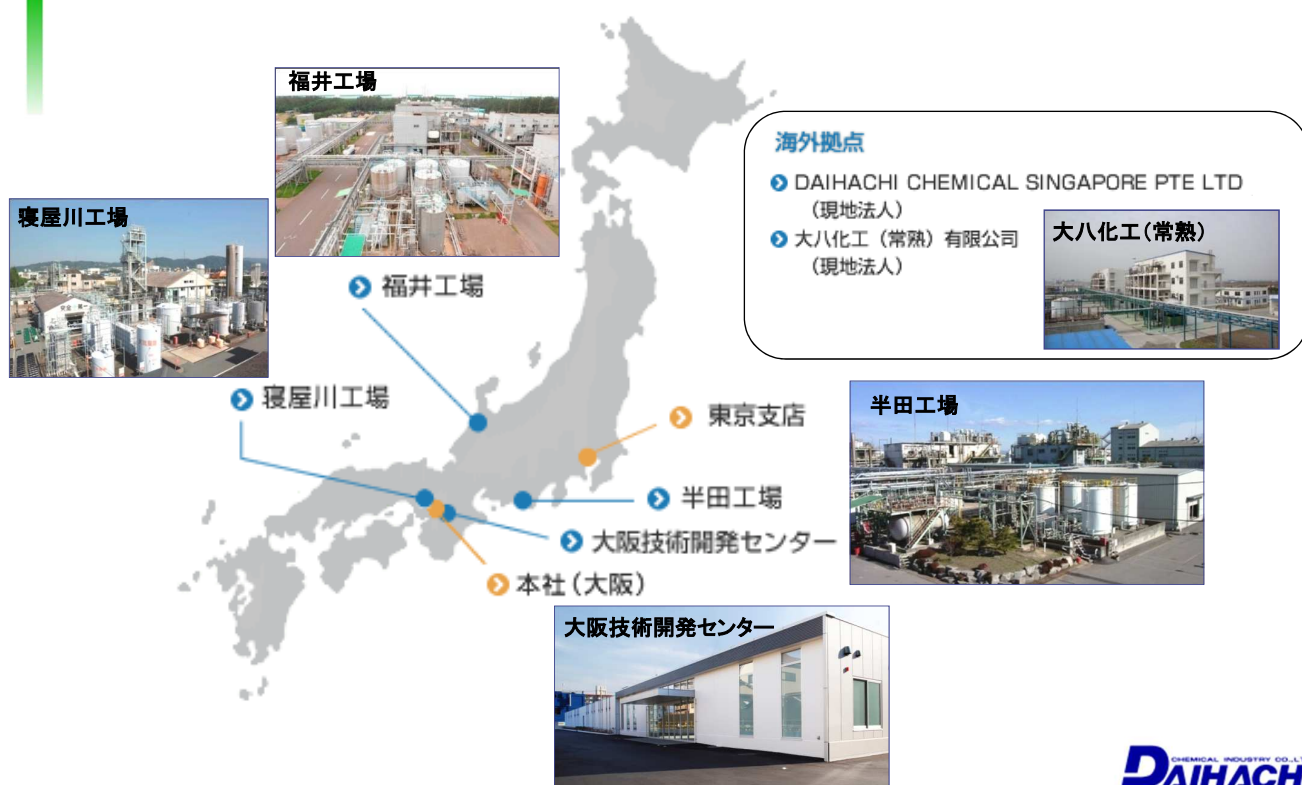 福井工場
寝屋川工場
福井工場
寝屋川工場
海外拠点
DAIHACHI CHEMICAL SINGAPORE PTE LTD
（現地法人）
大八化工（常熟）有限公司
（現地法人）
大八化工（常熟）
東京支店
半田工場
半田工場
大阪技術開発センター
本社（大阪）
大阪技術開発センター
CHEMICAL INDUSTRY CO.,LT
DAIHACH